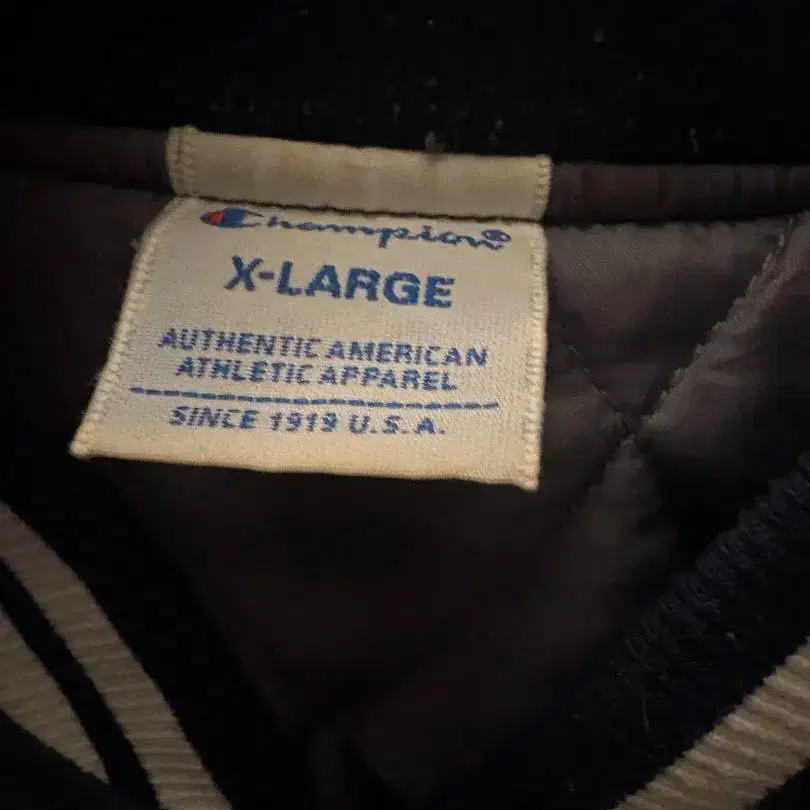 Champion®
X-LARGE
AUTHENTIC AMERICAN
ATHLETIC APPAREL
SINCE 1919 U.S.A.